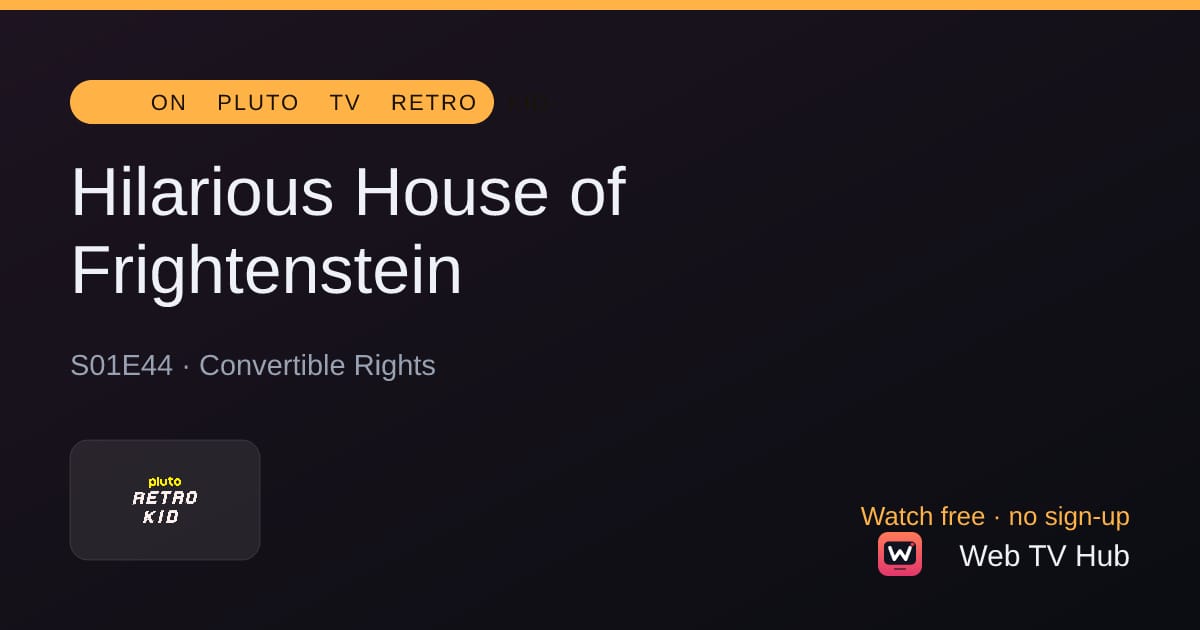 ON PLUTO TV RETRO KID
Hilarious House of
Frightenstein
S01E44 · Convertible Rights
pluto
RETRO
KID
Watch free · no sign-up
W
Web TV Hub